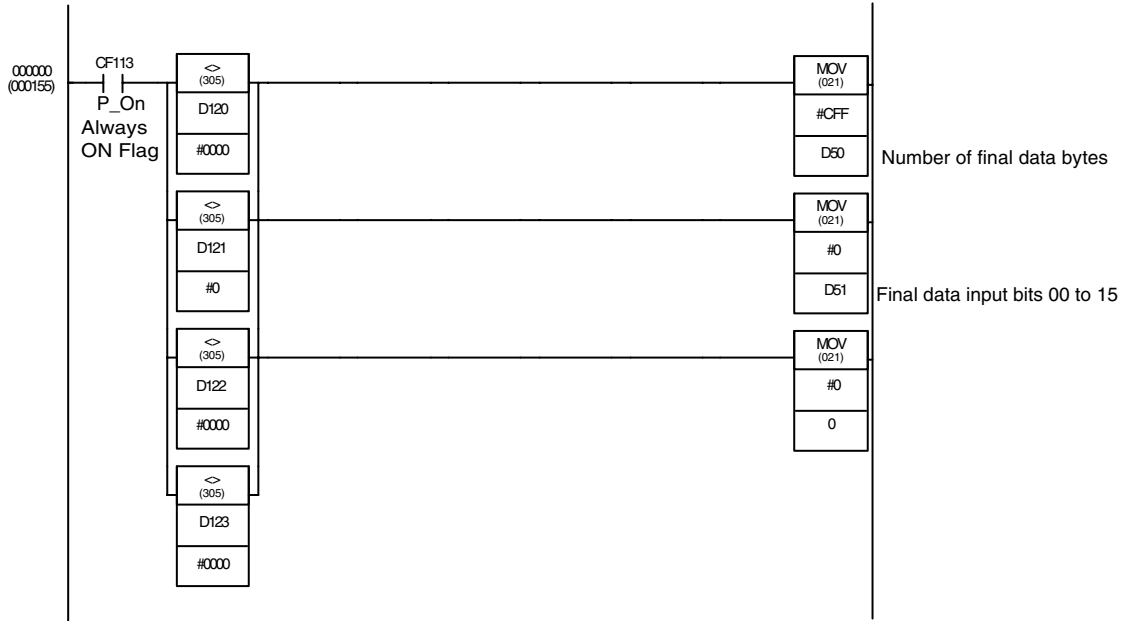 000000
(000155)
CF113
P_On
Always
ON Flag
<>
(305)
D120
#0000
MOV
(021)
#CFF
D50
Number of final data bytes
<>
(305)
D121
#0
MOV
(021)
#0
D51
Final data input bits 00 to 15
<>
(305)
D122
#0000
MOV
(021)
#0
0
<>
(305)
D123
#0000